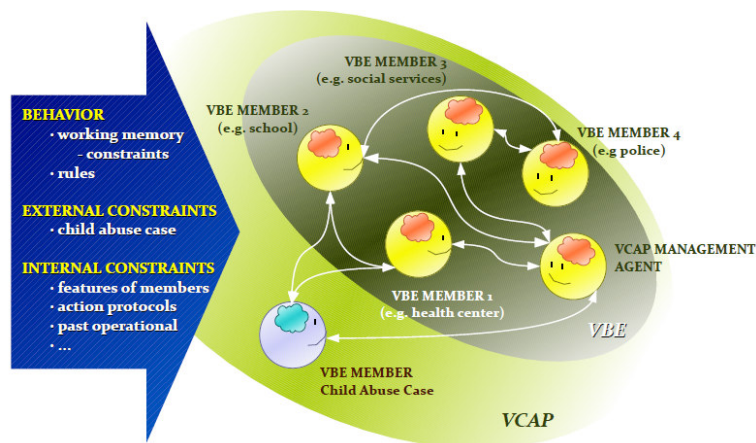 BEHAVIOR
· working memory
- constraints
· rules
EXTERNAL CONSTRAINTS
· child abuse case
INTERNAL CONSTRAINTS
· features of members
· action protocols
· past operational
· ...
VBE MEMBER 3
(e.g. social services)
VBE MEMBER 2
(e.g. school)
VBE MEMBER 4
(e.g police)
VCAP MANAGEMENT
AGENT
VBE MEMBER 1
(e.g. health center)
VBE
VBE MEMBER
Child Abuse Case
VCAP